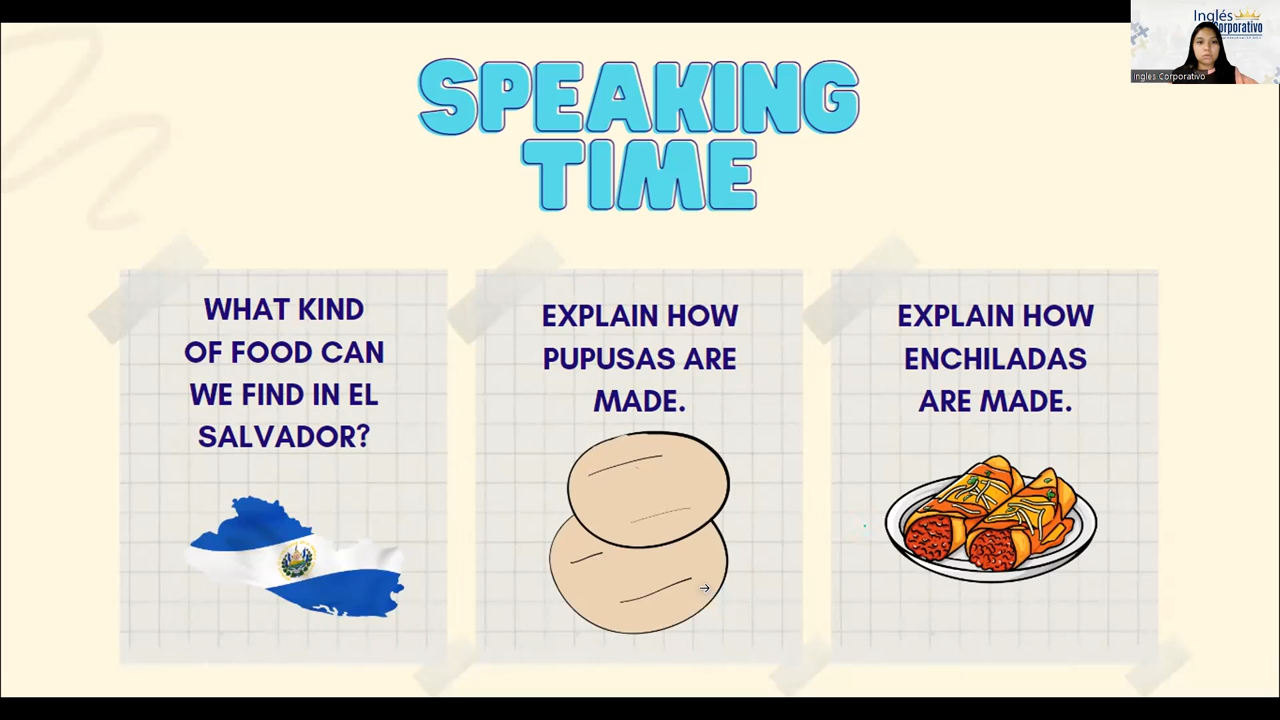 Inglés
Corporativo
Ingles Corporativo
SPEAKING
TIME
WHAT KIND
OF FOOD CAN
WE FIND IN EL
SALVADOR?
EXPLAIN HOW
PUPUSAS ARE
MADE.
EXPLAIN HOW
ENCHILADAS
ARE MADE.